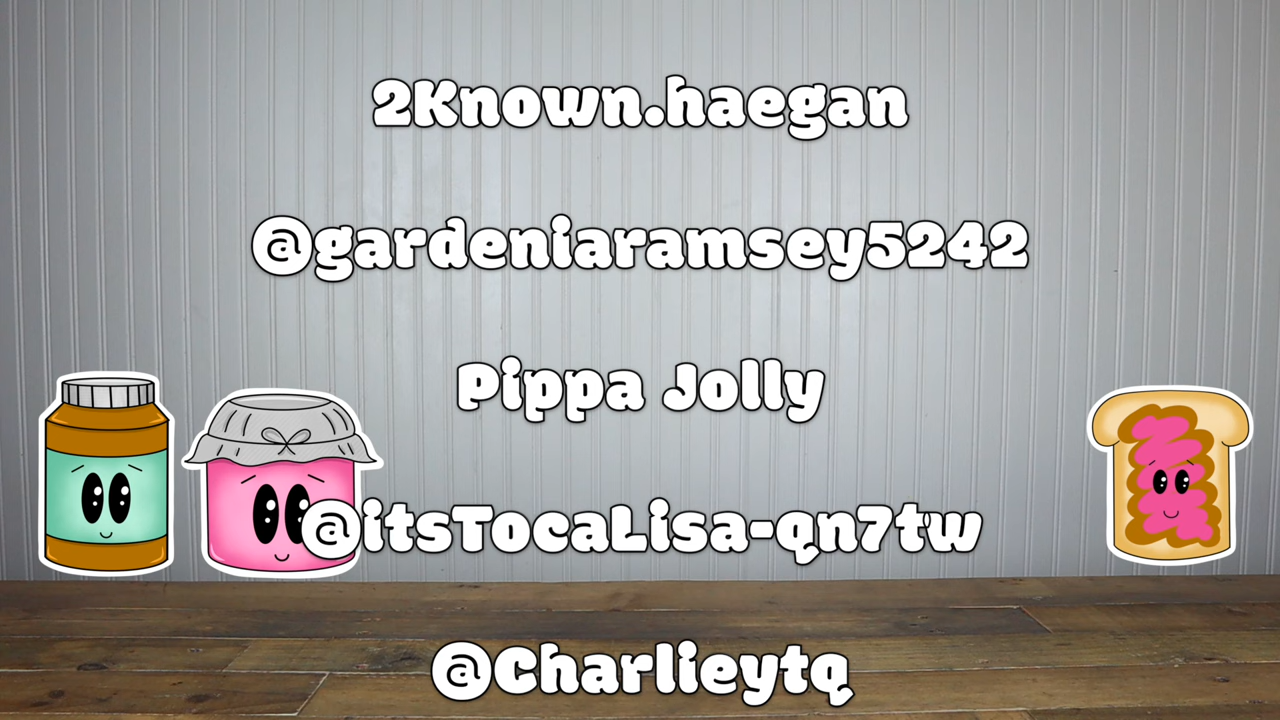 2Known.haegan
@gardeniaramsey5242
Pippa Jolly
@itsTocaLisa-qn7tw
@Charlieytq